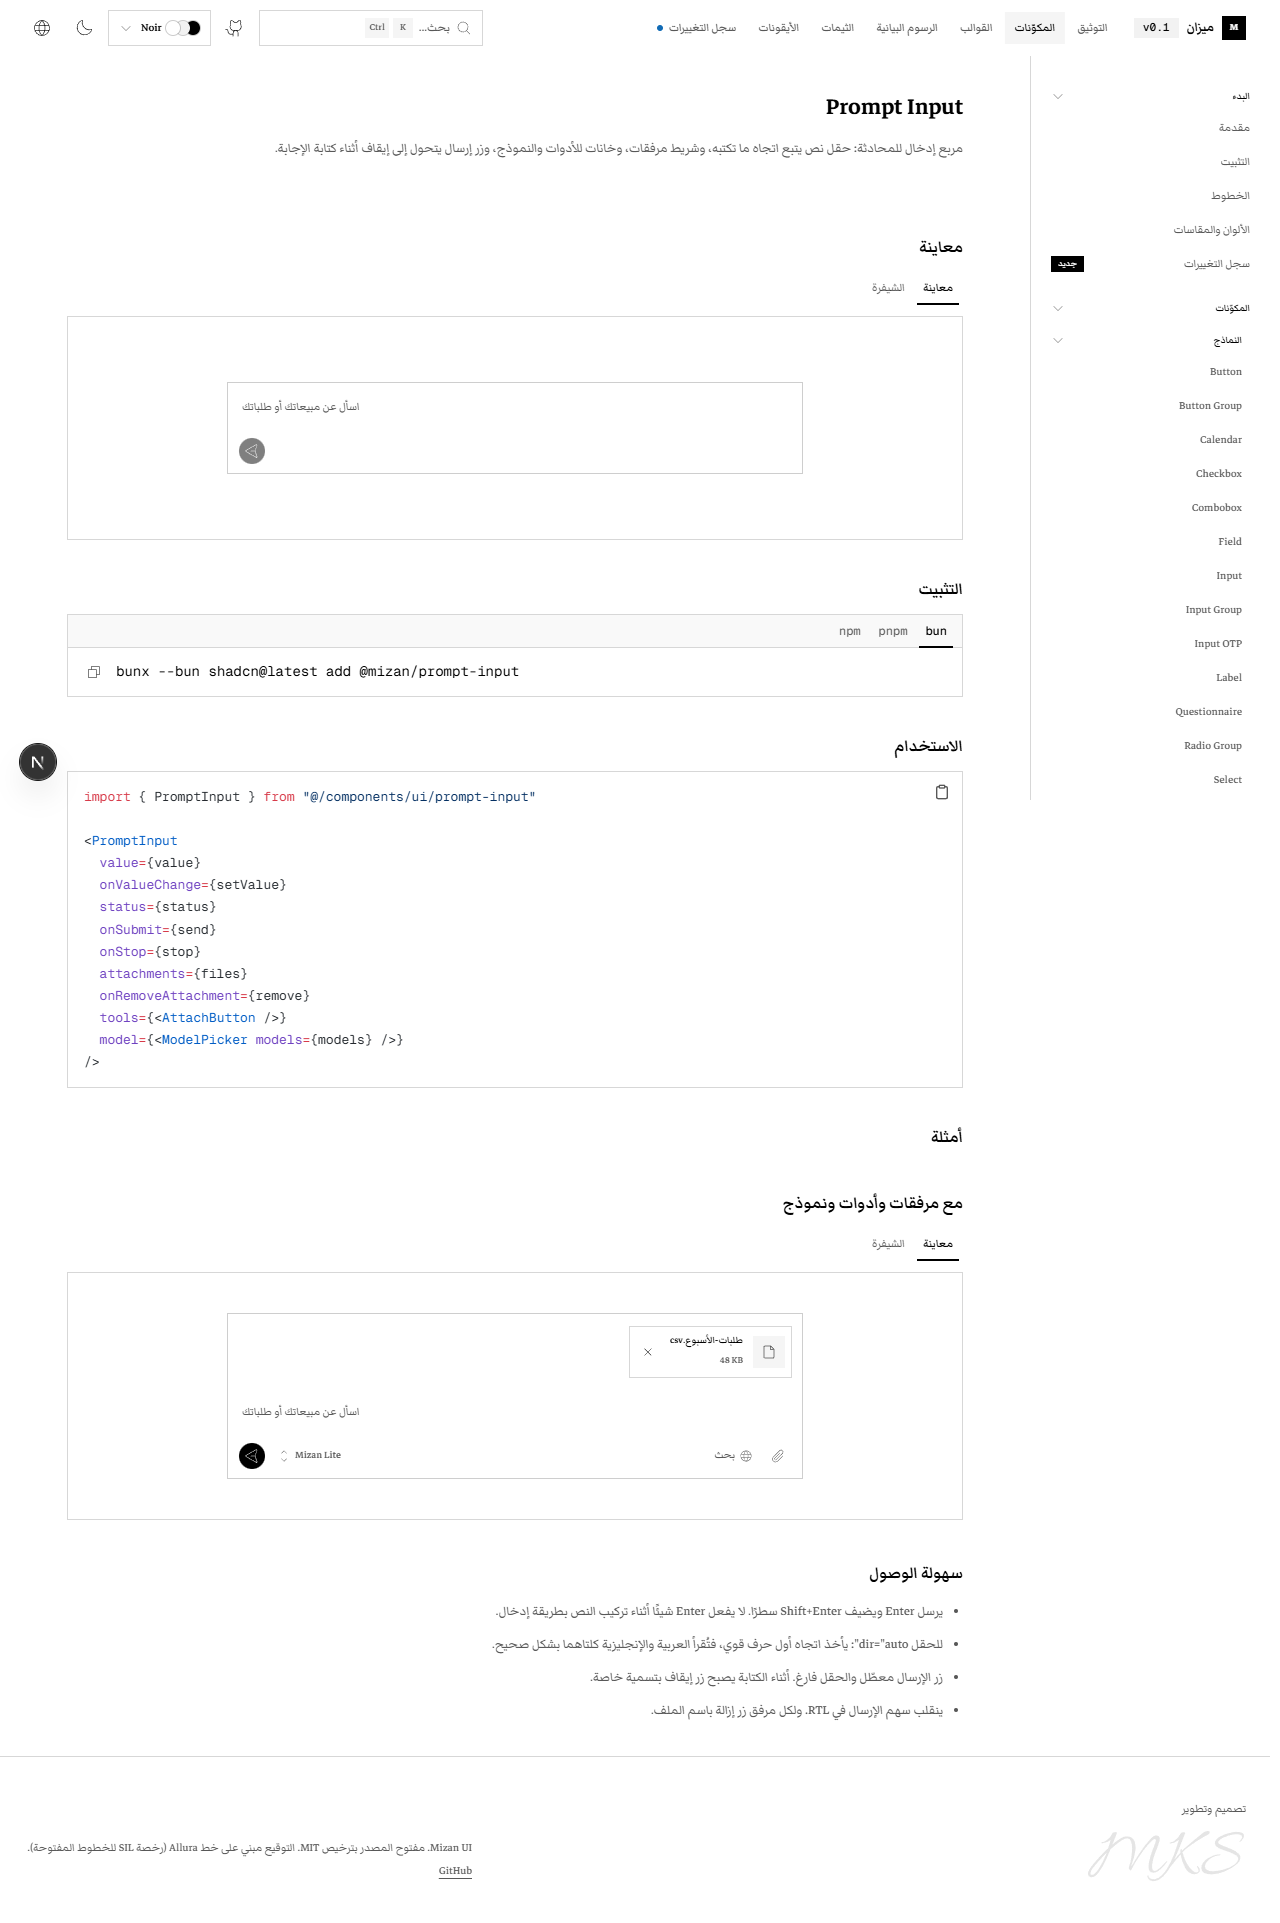 M ميزان v0.1 التوثيق المكوّنات القوالب الرسوم البيانية الثيمات الأيقونات سجل التغييرات بحث... K Ctrl Noir
البدء
مقدمة
التثبيت
الخطوط
الألوان والمقاسات
سجل التغييرات جديد
المكوّنات
النماذج
Button
Button Group
Calendar
Checkbox
Combobox
Field
Input
Input Group
Input OTP
Label
Questionnaire
Radio Group
Select
Prompt Input
مربع إدخال للمحادثة: حقل نص يتبع اتجاه ما تكتبه، وشريط مرفقات، وخانات للأدوات والنموذج، وزر إرسال يتحول إلى إيقاف أثناء كتابة الإجابة.
معاينة
معاينة الشيفرة
اسأل عن مبيعاتك أو طلباتك
التثبيت
bun pnpm npm
bunx --bun shadcn@latest add @mizan/prompt-input
الاستخدام
import { PromptInput } from "@/components/ui/prompt-input"
<PromptInput
value={value}
onValueChange={setValue}
status={status}
onSubmit={send}
onStop={stop}
attachments={files}
onRemoveAttachment={remove}
tools={<AttachButton />}
model={<ModelPicker models={models} />}
/>
أمثلة
مع مرفقات وأدوات ونموذج
معاينة الشيفرة
طلبات-الأسبوع.csv
48 KB
اسأل عن مبيعاتك أو طلباتك
بحث Mizan Lite
سهولة الوصول
يرسل Enter ويضيف Shift+Enter سطرًا. لا يفعل Enter شيئًا أثناء تركيب النص بطريقة إدخال.
للحقل dir="auto": يأخذ اتجاه أول حرف قوي، فتُقرأ العربية والإنجليزية كلتاهما بشكل صحيح.
زر الإرسال معطّل والحقل فارغ. أثناء الكتابة يصبح زر إيقاف بتسمية خاصة.
ينقلب سهم الإرسال في RTL. ولكل مرفق زر إزالة باسم الملف.
تصميم وتطوير
MKS
Mizan UI. مفتوح المصدر بترخيص MIT. التوقيع مبني على خط Allura (رخصة SIL للخطوط المفتوحة).
GitHub